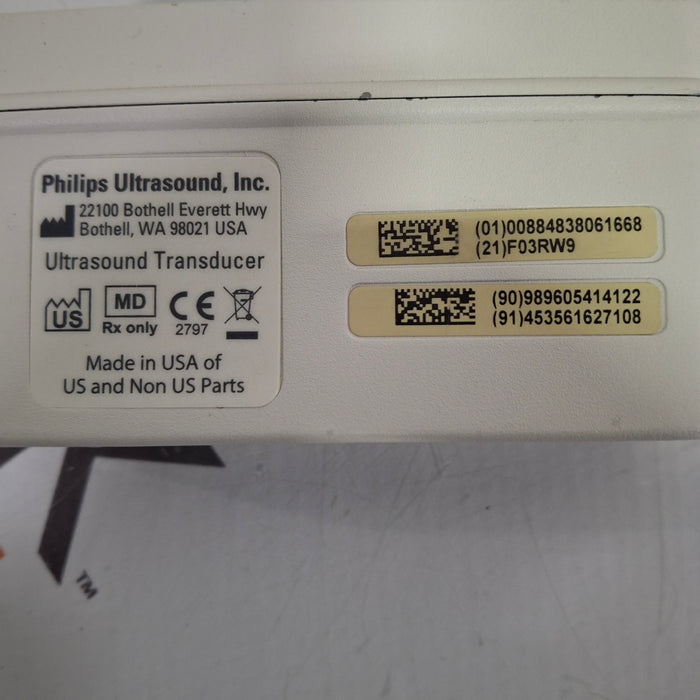 Philips Ultrasound, Inc.
22100 Bothell Everett Hwy
Bothell, WA 98021 USA
Ultrasound Transducer
US
MD
Rx only
CE
2797
Made in USA of
US and Non US Parts
(01)00884838061668
(21)F03RW9
(90)989605414122
(91)453561627108
TM